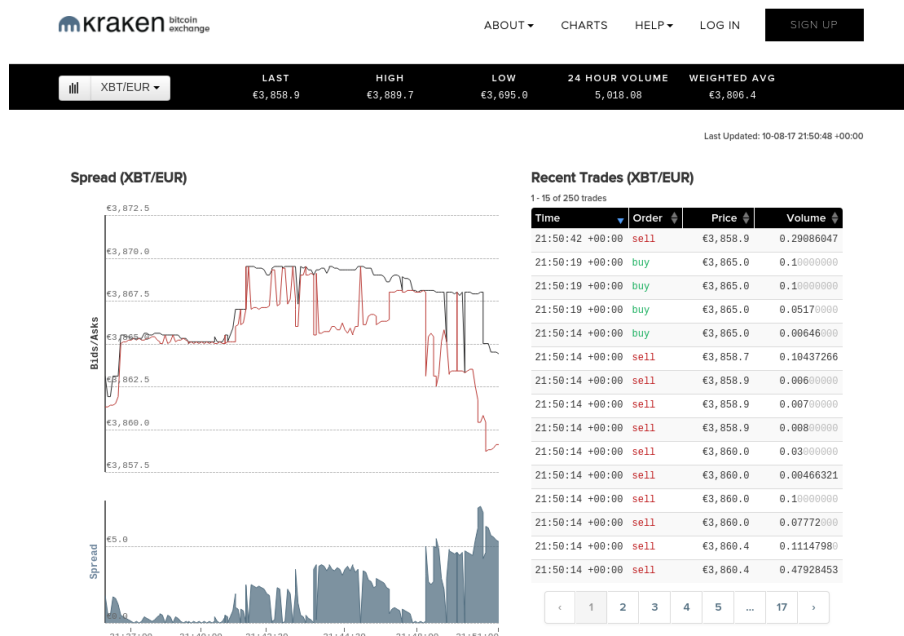 kraken bitcoin exchange
ABOUT CHARTS HELP LOG IN SIGN UP
XBT/EUR
LAST HIGH LOW 24 HOUR VOLUME WEIGHTED AVG
€3,858.9 €3,889.7 €3,695.0 5,018.08 €3,806.4
Last Updated: 10-08-17 21:50:48 +00:00
Spread (XBT/EUR)
€3,872.5
€3,870.0
€3,867.5
€3,865.0
€3,862.5
€3,860.0
€3,857.5
Bids/Asks
€5.0
€0.0
Spread
Recent Trades (XBT/EUR)
1 - 15 of 250 trades
Time Order Price Volume
21:50:42 +00:00 sell €3,858.9 0.29086047
21:50:19 +00:00 buy €3,865.0 0.10000000
21:50:19 +00:00 buy €3,865.0 0.10000000
21:50:19 +00:00 buy €3,865.0 0.05170000
21:50:14 +00:00 buy €3,865.0 0.00646000
21:50:14 +00:00 sell €3,858.7 0.10437266
21:50:14 +00:00 sell €3,858.9 0.00600000
21:50:14 +00:00 sell €3,858.9 0.00700000
21:50:14 +00:00 sell €3,858.9 0.00800000
21:50:14 +00:00 sell €3,860.0 0.03000000
21:50:14 +00:00 sell €3,860.0 0.00466321
21:50:14 +00:00 sell €3,860.0 0.10000000
21:50:14 +00:00 sell €3,860.0 0.07772000
21:50:14 +00:00 sell €3,860.4 0.11147980
21:50:14 +00:00 sell €3,860.4 0.47928453
‹ 1 2 3 4 5 ... 17 ›